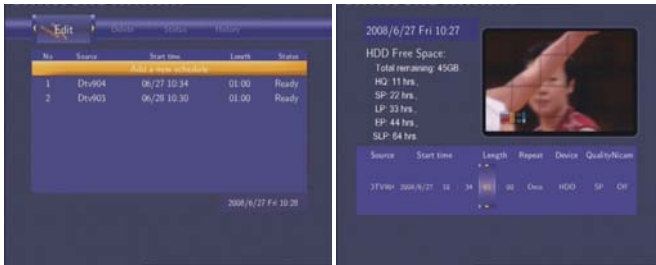 Edit Delete Status History
No Source Start time Length Status
Add a new schedule
1 Dtv904 06/27 10:34 01:00 Ready
2 Dtv903 06/28 10:30 01:00 Ready
2008/6/27 Fri 10:28
2008/6/27 Fri 10:27
HDD Free Space:
Total remaining: 45GB
HQ: 11 hrs.,
SP: 22 hrs.,
LP: 33 hrs.,
EP: 44 hrs.,
SLP: 64 hrs.
Source Start time Length Repeat Device Quality Nicam
2008/6/27 10 : 34 01 : 00 Once HDD SP Off